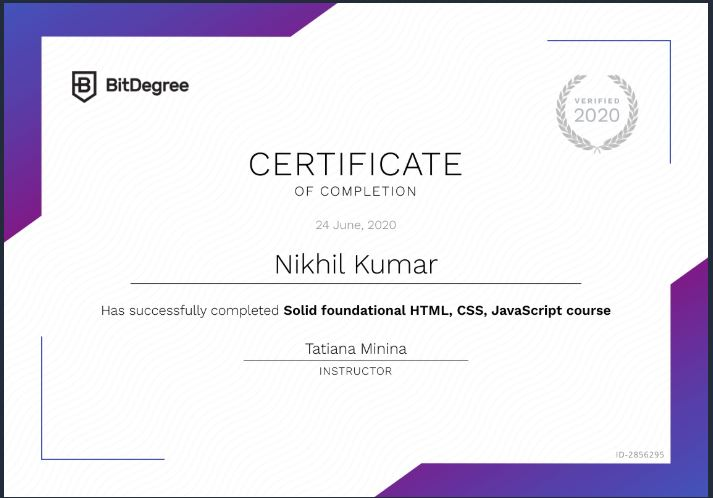 BitDegree
VERIFIED
2020
CERTIFICATE
OF COMPLETION
24 June, 2020
Nikhil Kumar
Has successfully completed Solid foundational HTML, CSS, JavaScript course
Tatiana Minina
INSTRUCTOR
ID-2856295